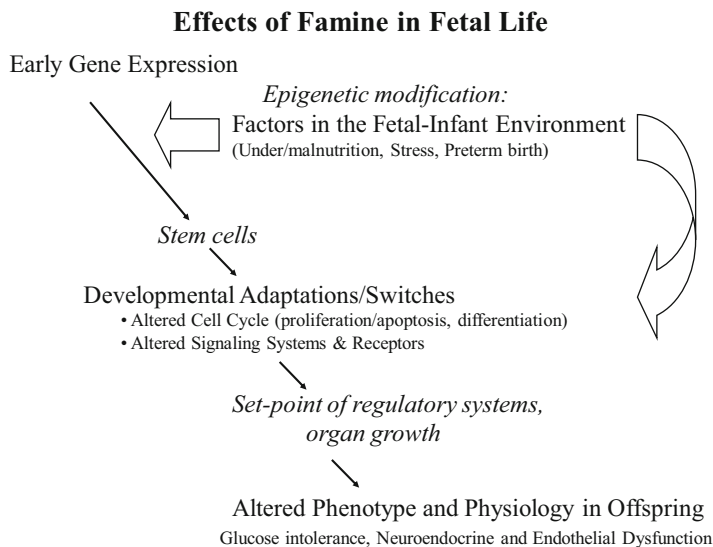 Effects of Famine in Fetal Life
Early Gene Expression
Epigenetic modification:
Factors in the Fetal-Infant Environment
(Under/malnutrition, Stress, Preterm birth)
Stem cells
Developmental Adaptations/Switches
• Altered Cell Cycle (proliferation/apoptosis, differentiation)
• Altered Signaling Systems & Receptors
Set-point of regulatory systems,
organ growth
Altered Phenotype and Physiology in Offspring
Glucose intolerance, Neuroendocrine and Endothelial Dysfunction